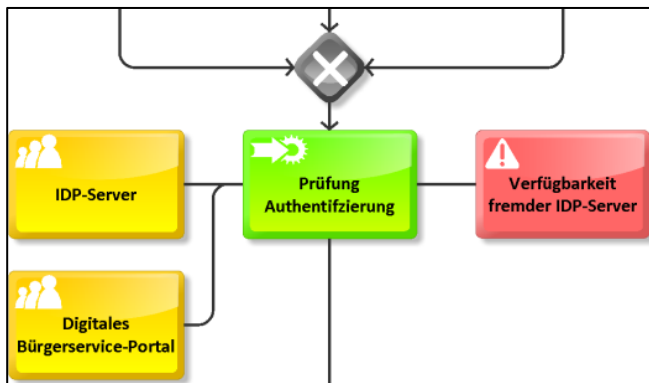 IDP-Server
Prüfung
Authentifzierung
Verfügbarkeit
fremder IDP-Server
Digitales
Bürgerservice-Portal